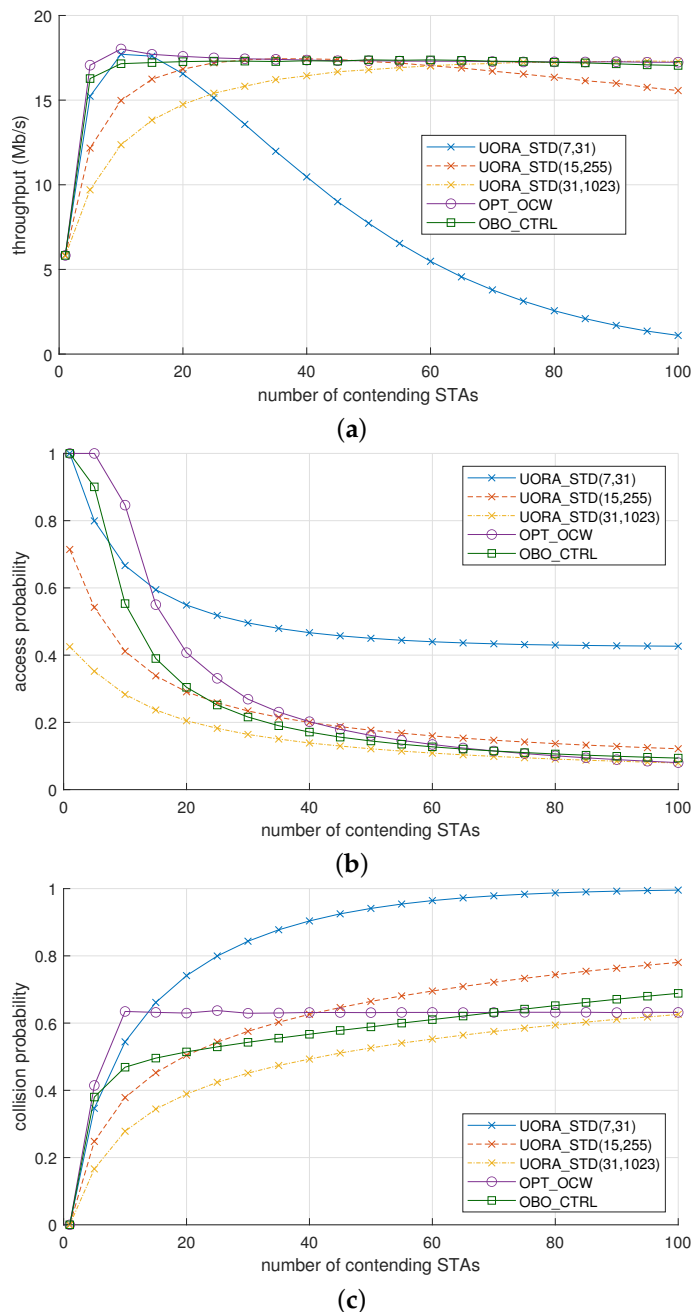 20
15
10
5
0
throughput (Mb/s)
UORA_STD(7,31)
UORA_STD(15,255)
UORA_STD(31,1023)
OPT_OCW
OBO_CTRL
0 20 40 60 80 100
number of contending STAs
(a)
1
0.8
0.6
0.4
0.2
0
access probability
UORA_STD(7,31)
UORA_STD(15,255)
UORA_STD(31,1023)
OPT_OCW
OBO_CTRL
0 20 40 60 80 100
number of contending STAs
(b)
1
0.8
0.6
0.4
0.2
0
collision probability
UORA_STD(7,31)
UORA_STD(15,255)
UORA_STD(31,1023)
OPT_OCW
OBO_CTRL
0 20 40 60 80 100
number of contending STAs
(c)